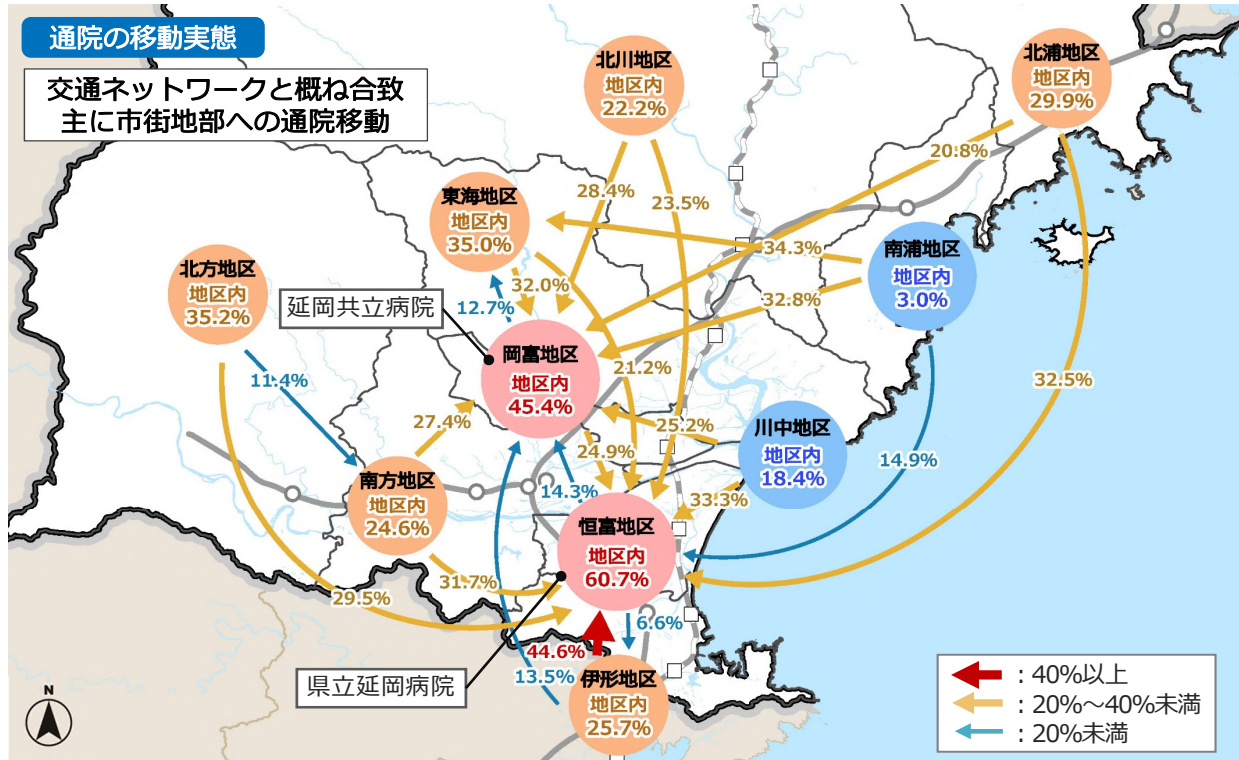 通院の移動実態
交通ネットワークと概ね合致
主に市街地部への通院移動
北川地区
地区内
22.2%
北浦地区
地区内
29.9%
20.8%
28.4%
23.5%
東海地区
地区内
35.0%
34.3%
南浦地区
地区内
3.0%
北方地区
地区内
35.2%
32.0%
12.7%
32.8%
延岡共立病院
岡富地区
地区内
45.4%
21.2%
32.5%
11.4%
27.4%
25.2%
川中地区
地区内
18.4%
24.9%
14.9%
南方地区
地区内
24.6%
14.3%
33.3%
恒富地区
地区内
60.7%
31.7%
29.5%
6.6%
44.6%
13.5%
県立延岡病院
伊形地区
地区内
25.7%
N
：40%以上
：20%～40%未満
：20%未満